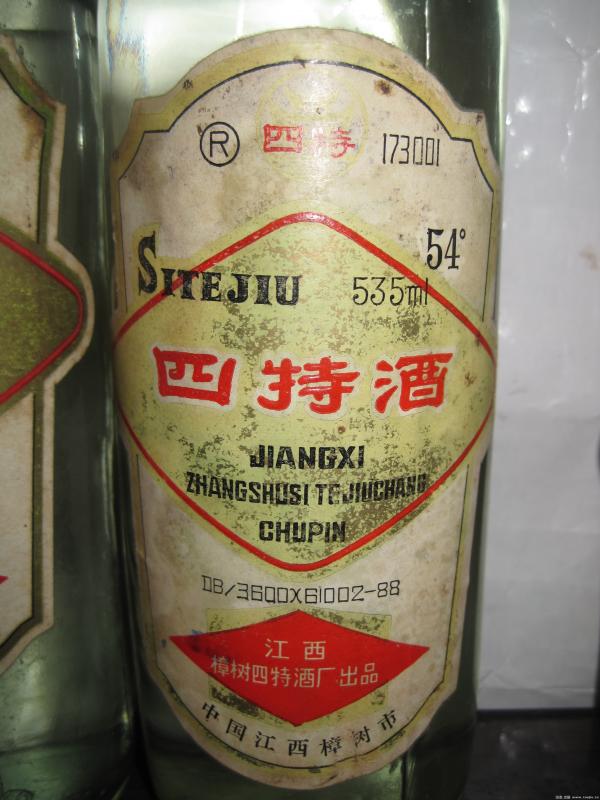 ® 四特 173001
54°
SITEJIU 535ml
四特酒
JIANGXI
ZHANGSHUSI TEJIUCHANG
CHUPIN
DB/3600X61002-88
江西
樟树四特酒厂出品
中国江西樟树市